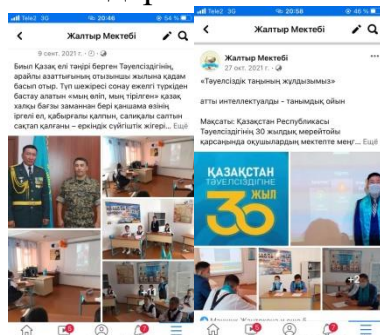 Tele2 3G 20:46 54 %
Жалтыр Мектебі
9 сент. 2021 г.
Биыл Қазақ елі тәңірі берген Тәуелсіздігінің,
арайлы азаттығының отызыншы жылына қадам
басып отыр. Түп шежіресі сонау ежелгі түркіден
бастау алатын «мың өліп, мың тірілген» қазақ
халқы бағзы заманнан бері қаншама өзінің
іргелі ел, қабырғалы қалпын, салиқалы салтын
сақтап қалғаны – еркіндік сүйгіштік жігері... Ещё
Tele2 3G 20:58 46 %
Жалтыр Мектебі
Жалтыр Мектебі
27 окт. 2021 г.
«Тәуелсіздік таңының жұлдызымыз»
атты интеллектуалды - танымдық ойын
Мақсаты: Қазақстан Республикасы
Тәуелсіздігінің 30 жылдық мерейтойы
қарсаңында оқушылардың мектепте меңг... Ещё
ҚАЗАҚСТАН
ТӘУЕЛСІЗДІГІНЕ
30 ЖЫЛ
+2